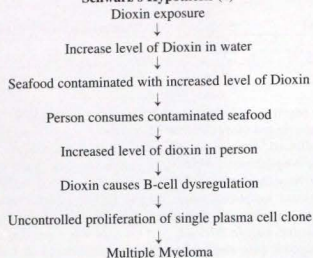 Dioxin exposure
↓
Increase level of Dioxin in water
↓
Seafood contaminated with increased level of Dioxin
↓
Person consumes contaminated seafood
↓
Increased level of dioxin in person
↓
Dioxin causes B-cell dysregulation
↓
Uncontrolled proliferation of single plasma cell clone
↓
Multiple Myeloma